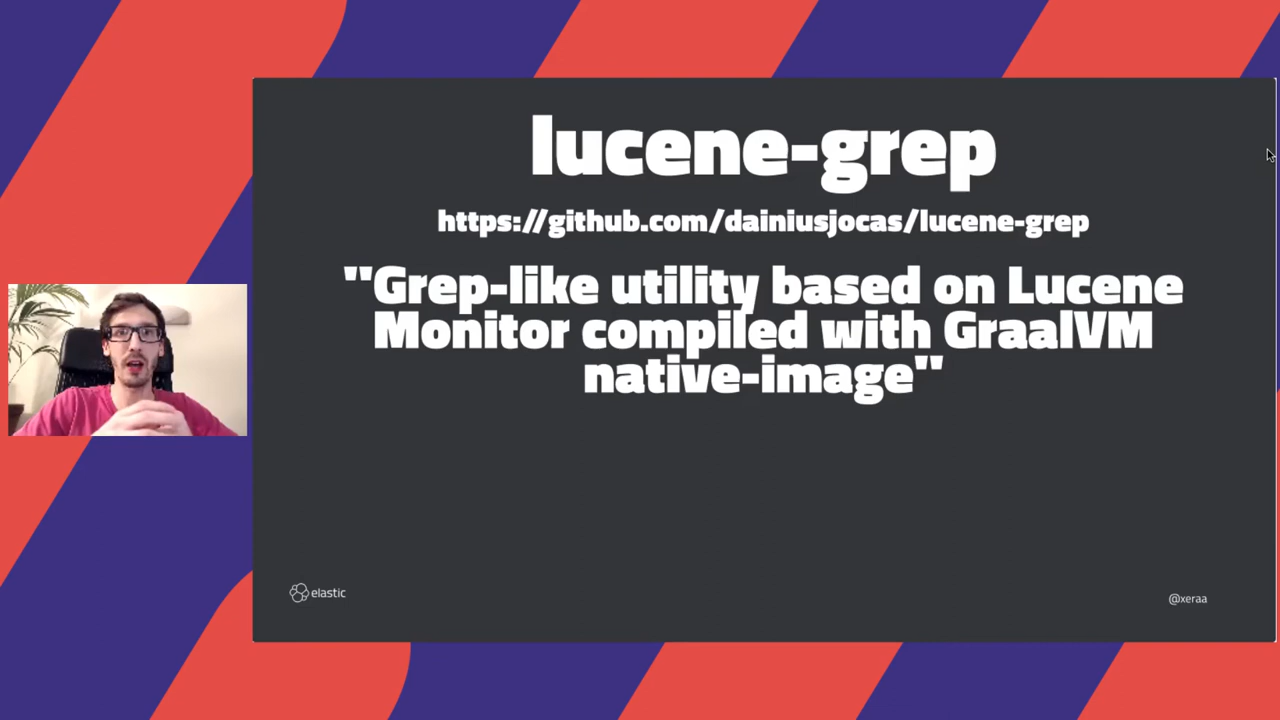 lucene-grep
https://github.com/dainiusjocas/lucene-grep
"Grep-like utility based on Lucene
Monitor compiled with GraalVM
native-image"
elastic
@xeraa